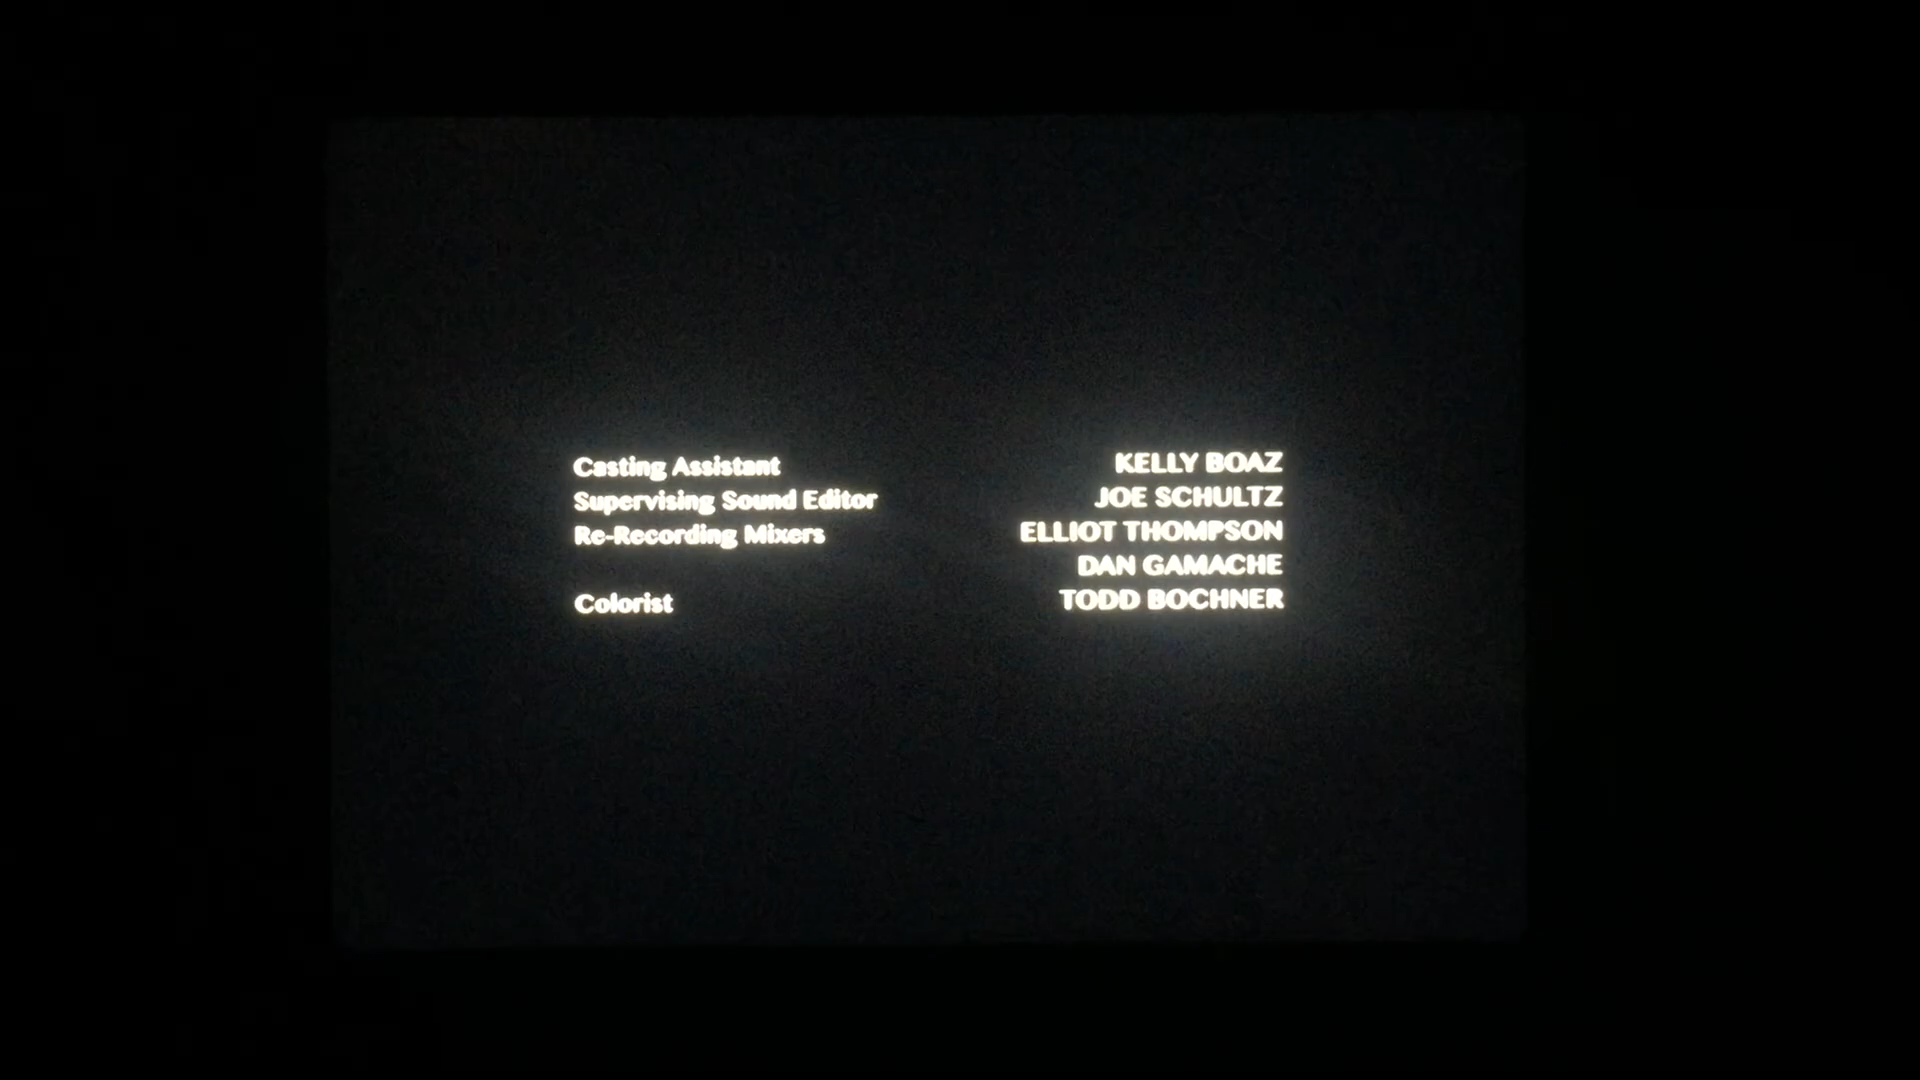 Casting Assistant KELLY BOAZ
Supervising Sound Editor JOE SCHULTZ
Re-Recording Mixers ELLIOT THOMPSON
DAN GAMACHE
Colorist TODD BOCHNER